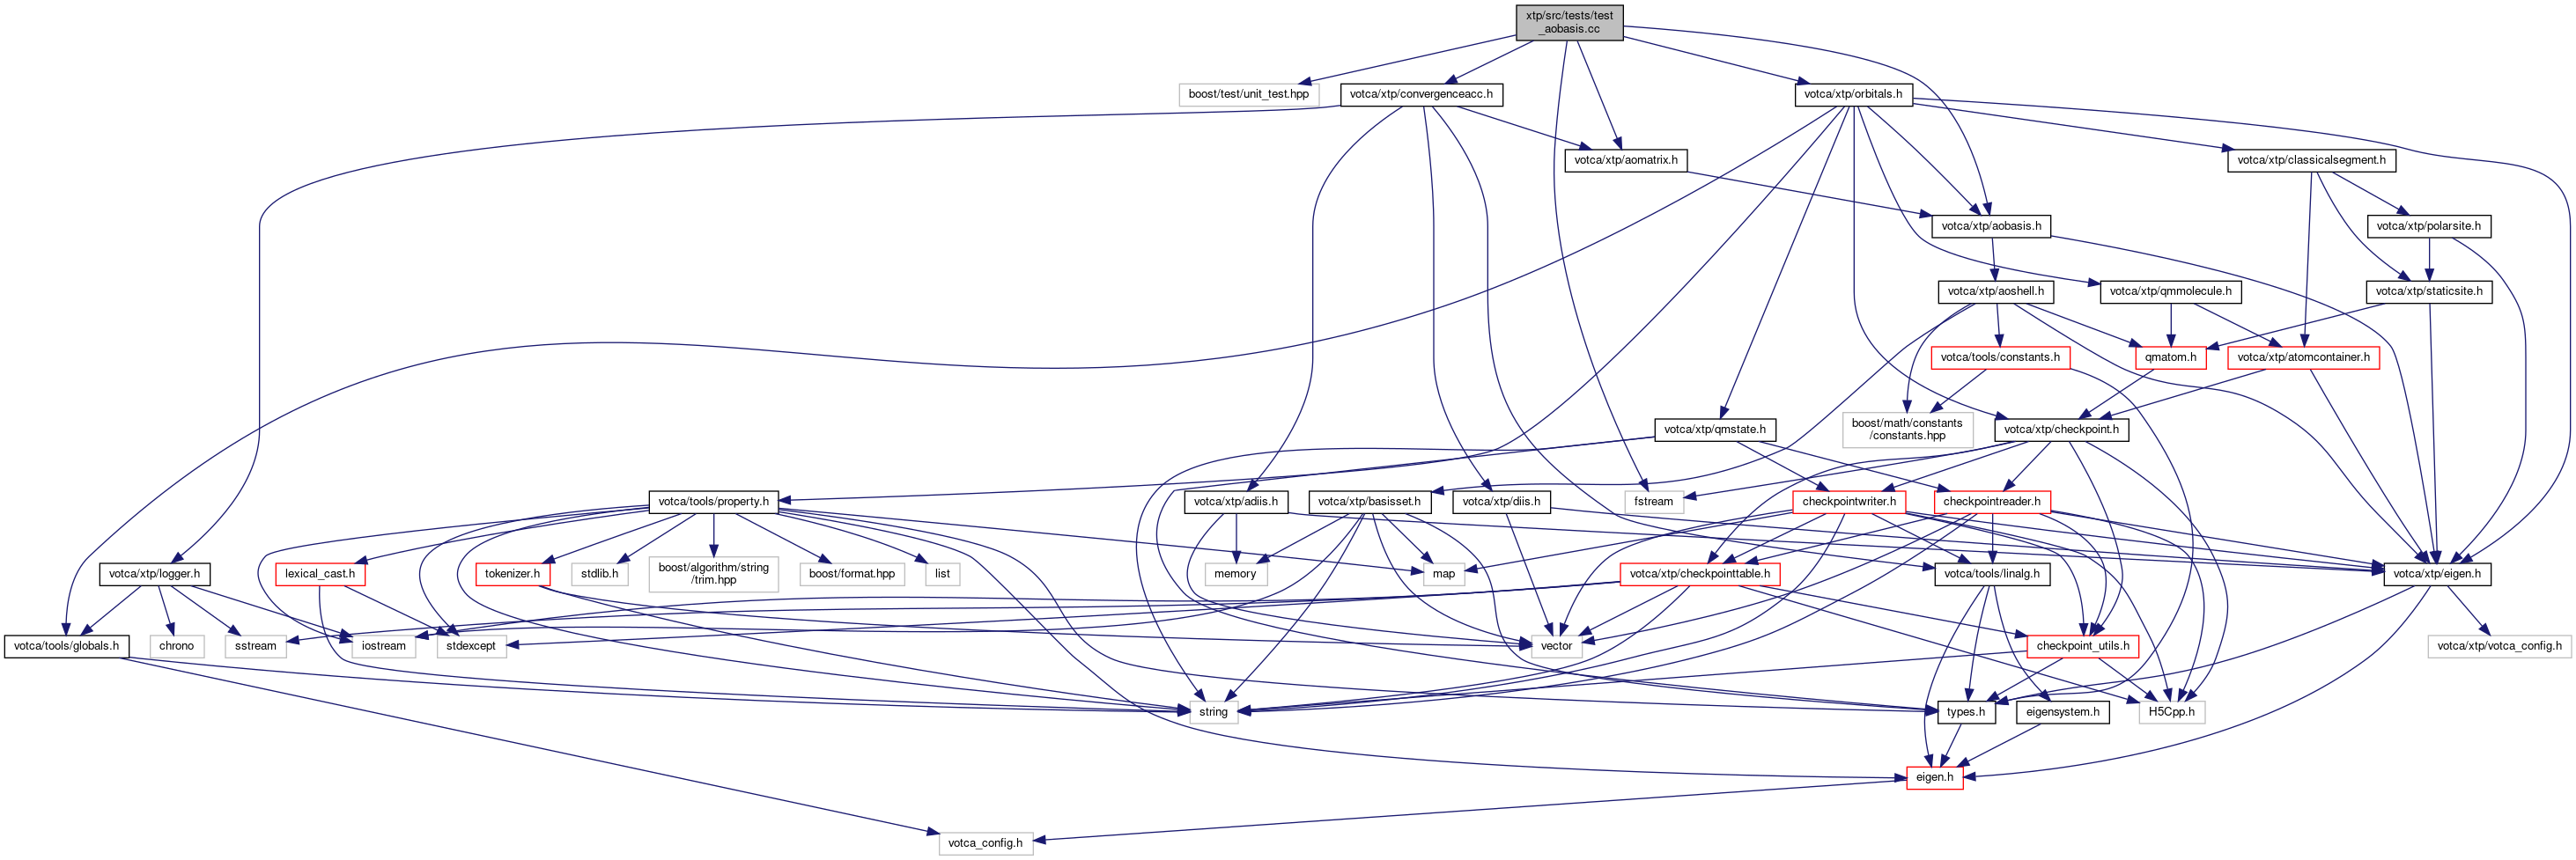 xtp/src/tests/test
_aobasis.cc
boost/test/unit_test.hpp
votca/xtp/convergenceacc.h
votca/xtp/orbitals.h
votca/xtp/aomatrix.h
votca/xtp/classicalsegment.h
votca/xtp/aobasis.h
votca/xtp/polarsite.h
votca/xtp/aoshell.h
votca/xtp/qmmolecule.h
votca/xtp/staticsite.h
votca/tools/constants.h
qmatom.h
votca/xtp/atomcontainer.h
boost/math/constants
/constants.hpp
votca/xtp/qmstate.h
votca/xtp/checkpoint.h
votca/tools/property.h
votca/xtp/adiis.h
votca/xtp/basisset.h
votca/xtp/diis.h
fstream
checkpointwriter.h
checkpointreader.h
votca/xtp/logger.h
lexical_cast.h
tokenizer.h
stdlib.h
boost/algorithm/string
/trim.hpp
boost/format.hpp
list
memory
map
votca/xtp/checkpointtable.h
votca/tools/linalg.h
votca/xtp/eigen.h
votca/tools/globals.h
chrono
sstream
iostream
stdexcept
vector
checkpoint_utils.h
votca/xtp/votca_config.h
string
types.h
eigensystem.h
H5Cpp.h
eigen.h
votca_config.h